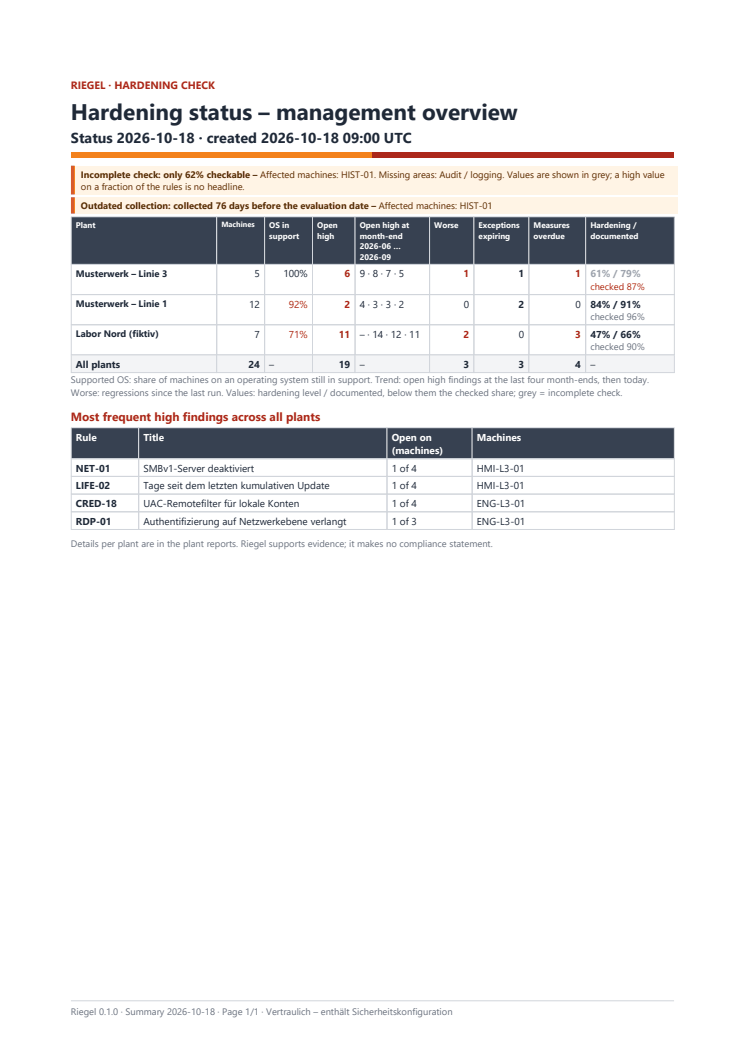 RIEGEL · HARDENING CHECK
Hardening status – management overview
Status 2026-10-18 · created 2026-10-18 09:00 UTC
Incomplete check: only 62% checkable – Affected machines: HIST-01. Missing areas: Audit / logging. Values are shown in grey; a high value
on a fraction of the rules is no headline.
Outdated collection: collected 76 days before the evaluation date – Affected machines: HIST-01
Plant Machines OS in support Open high Open high at month-end 2026-06 … 2026-09 Worse Exceptions expiring Measures overdue Hardening / documented
Musterwerk – Linie 3 5 100% 6 9 · 8 · 7 · 5 1 1 1 61% / 79%
checked 87%
Musterwerk – Linie 1 12 92% 2 4 · 3 · 3 · 2 0 2 0 84% / 91%
checked 96%
Labor Nord (fiktiv) 7 71% 11 – · 14 · 12 · 11 2 0 3 47% / 66%
checked 90%
All plants 24 – 19 – 3 3 4 –
Supported OS: share of machines on an operating system still in support. Trend: open high findings at the last four month-ends, then today.
Worse: regressions since the last run. Values: hardening level / documented, below them the checked share; grey = incomplete check.
Most frequent high findings across all plants
Rule Title Open on (machines) Machines
NET-01 SMBv1-Server deaktiviert 1 of 4 HMI-L3-01
LIFE-02 Tage seit dem letzten kumulativen Update 1 of 4 HMI-L3-01
CRED-18 UAC-Remotefilter für lokale Konten 1 of 4 ENG-L3-01
RDP-01 Authentifizierung auf Netzwerkebene verlangt 1 of 3 ENG-L3-01
Details per plant are in the plant reports. Riegel supports evidence; it makes no compliance statement.
Riegel 0.1.0 · Summary 2026-10-18 · Page 1/1 · Vertraulich – enthält Sicherheitskonfiguration